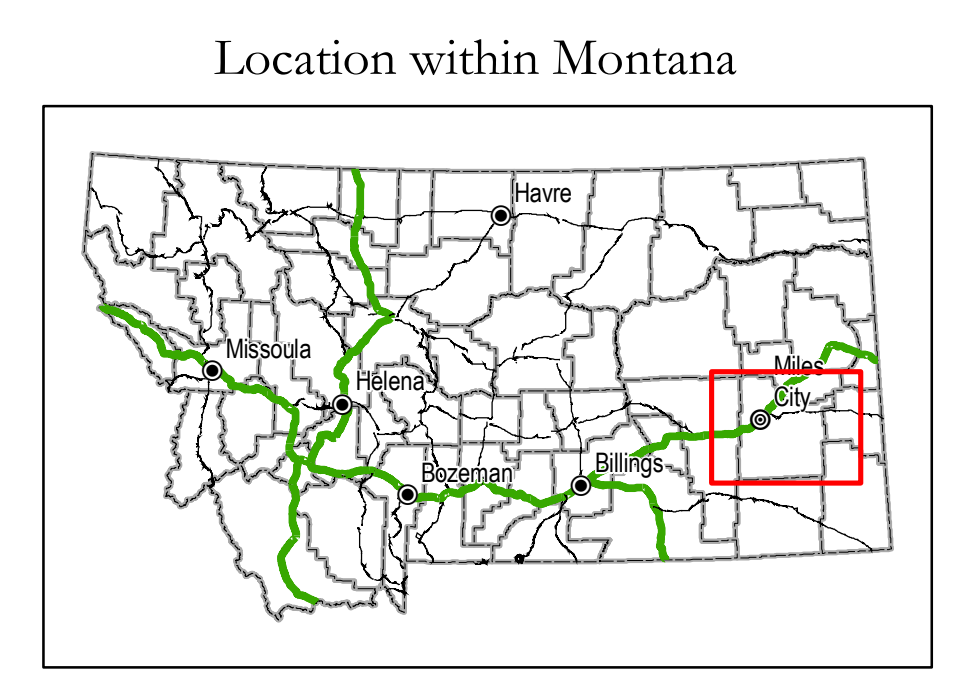 Location within Montana
Havre
Missoula
Miles
City
Helena
Billings
Bozeman